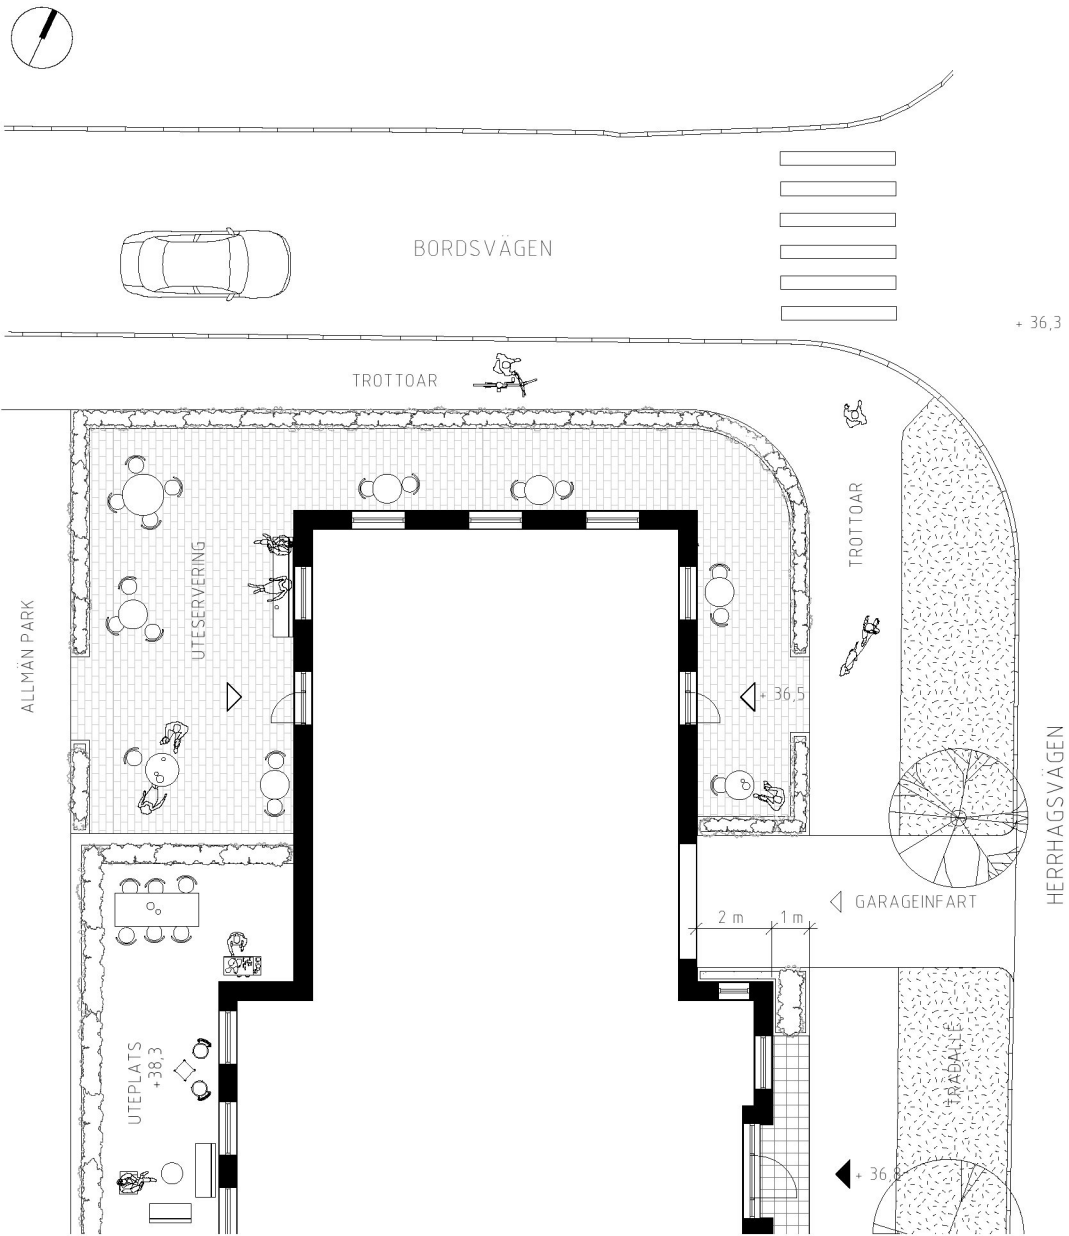 BORDSVÄGEN
+ 36,3
TROTTOAR
TROTTOAR
UTESERVERING
ALLMÄN PARK
+ 36,5
HERRHAGSVÄGEN
GARAGEINFART
2 m
1 m
UTEPLATS
+38,3
TRÄDALLÉ
+ 36,8